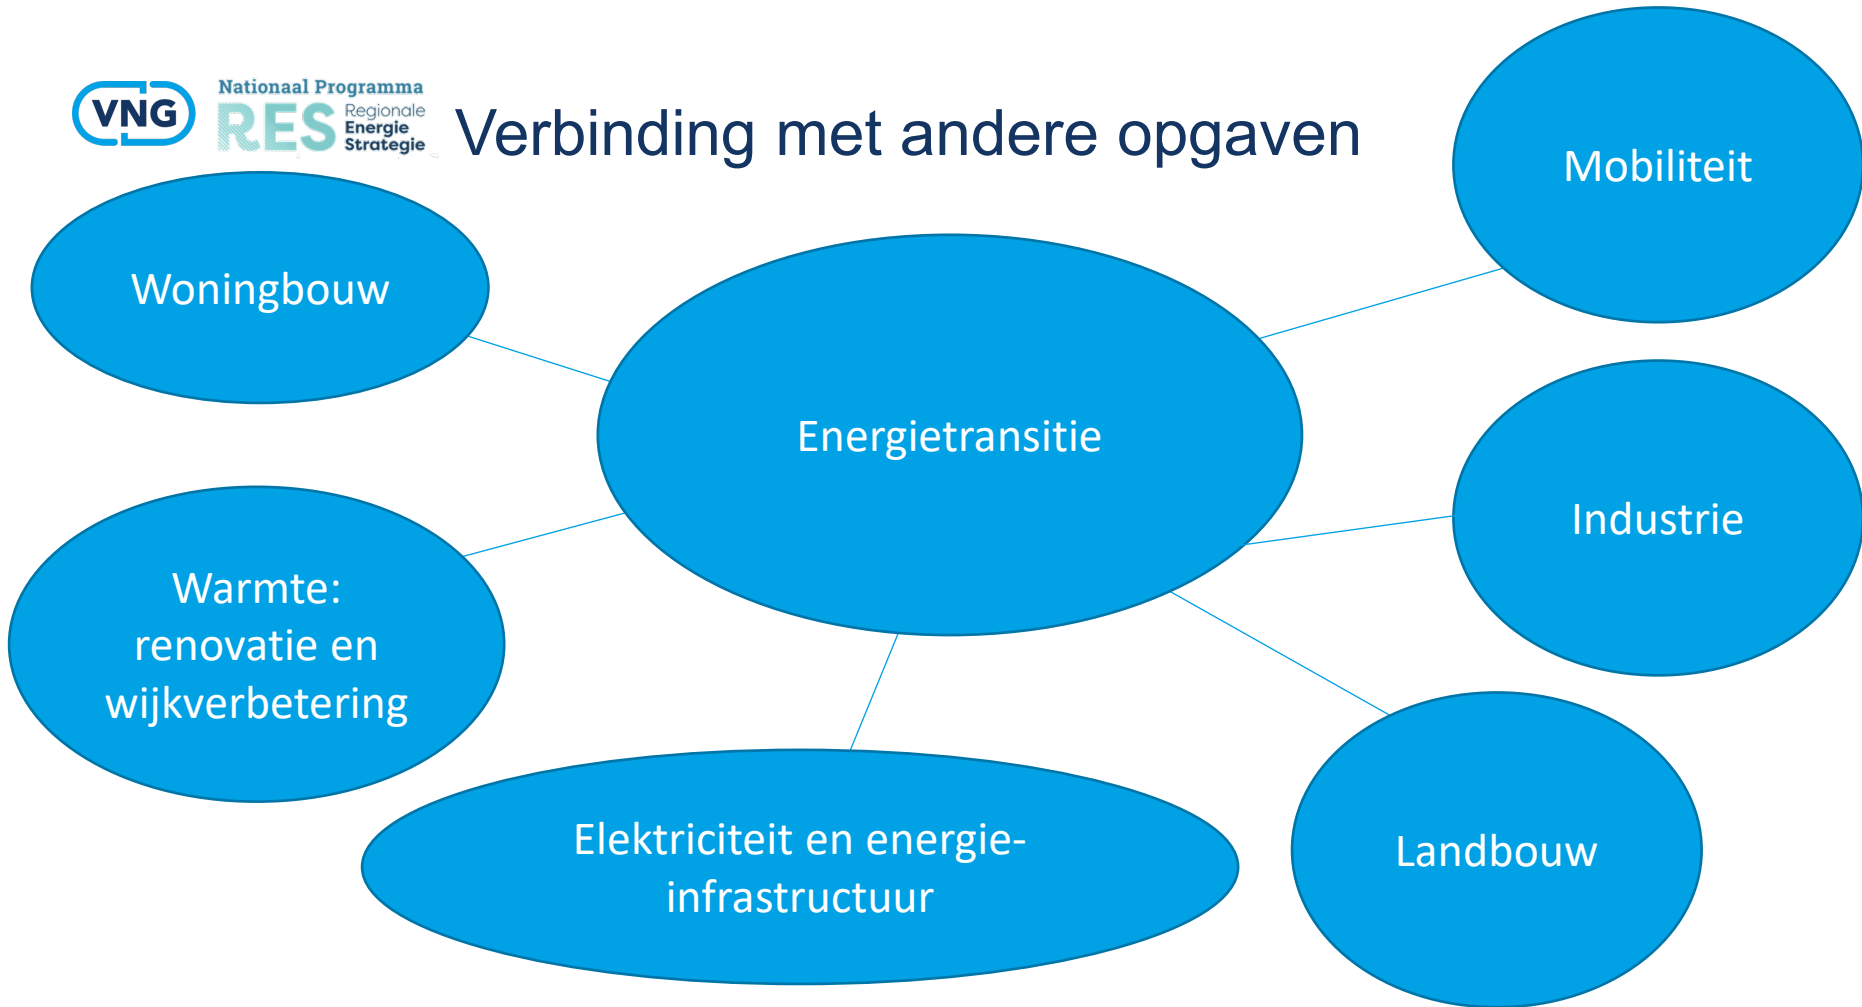 VNG
Nationaal Programma
RES
Regionale
Energie
Strategie
Verbinding met andere opgaven
Mobiliteit
Woningbouw
Energietransitie
Industrie
Warmte:
renovatie en
wijkverbetering
Elektriciteit en energie-
infrastructuur
Landbouw